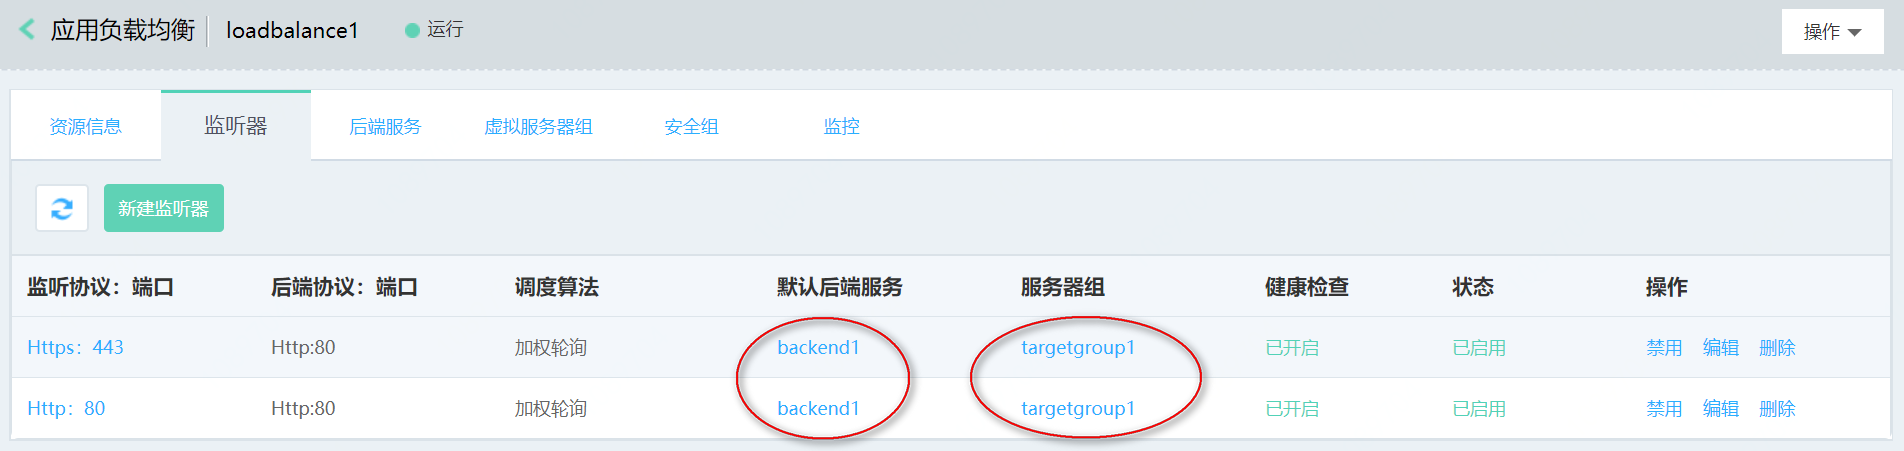 应用负载均衡 loadbalance1 运行 操作
资源信息 监听器 后端服务 虚拟服务器组 安全组 监控
新建监听器
监听协议：端口 后端协议：端口 调度算法 默认后端服务 服务器组 健康检查 状态 操作
Https：443 Http:80 加权轮询 backend1 targetgroup1 已开启 已启用 禁用 编辑 删除
Http：80 Http:80 加权轮询 backend1 targetgroup1 已开启 已启用 禁用 编辑 删除